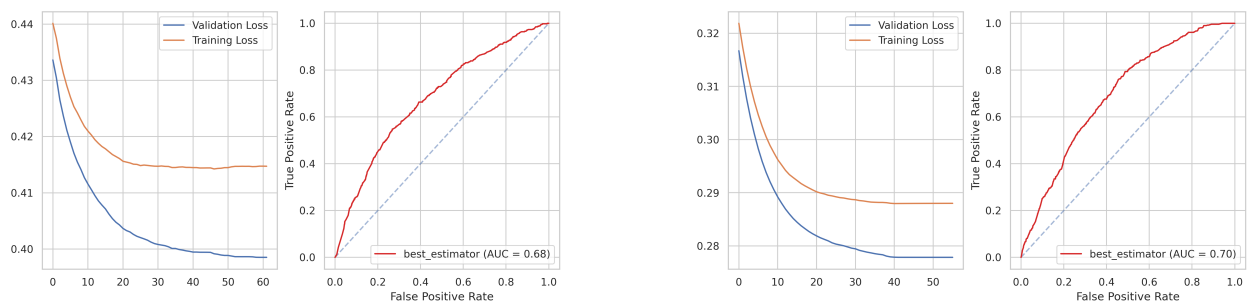 0.44
0.43
0.42
0.41
0.40
0 10 20 30 40 50 60
Validation Loss
Training Loss
True Positive Rate
1.0
0.8
0.6
0.4
0.2
0.0
best_estimator (AUC = 0.68)
0.0 0.2 0.4 0.6 0.8 1.0
False Positive Rate
0.32
0.31
0.30
0.29
0.28
0 10 20 30 40 50
Validation Loss
Training Loss
True Positive Rate
1.0
0.8
0.6
0.4
0.2
0.0
best_estimator (AUC = 0.70)
0.0 0.2 0.4 0.6 0.8 1.0
False Positive Rate